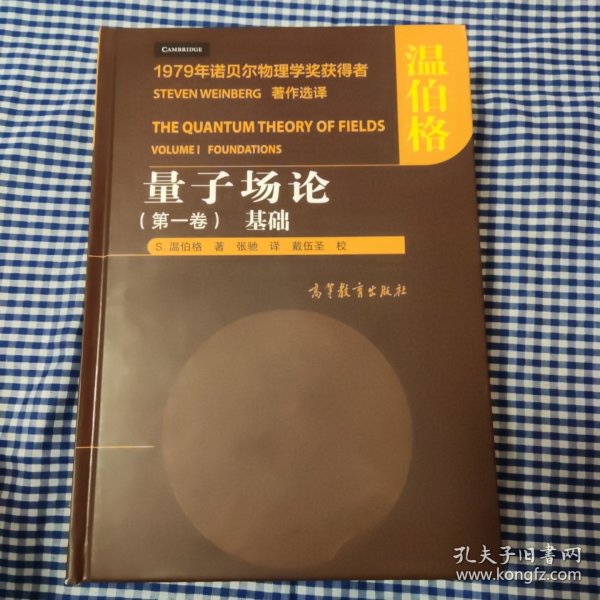 CAMBRIDGE
1979年诺贝尔物理学奖获得者
STEVEN WEINBERG 著作选译
温伯格
THE QUANTUM THEORY OF FIELDS
VOLUME I FOUNDATIONS
量子场论
(第一卷) 基础
S. 温伯格 著 张驰 译 戴伍圣 校
高等教育出版社
孔夫子旧书网
www.kongfz.com